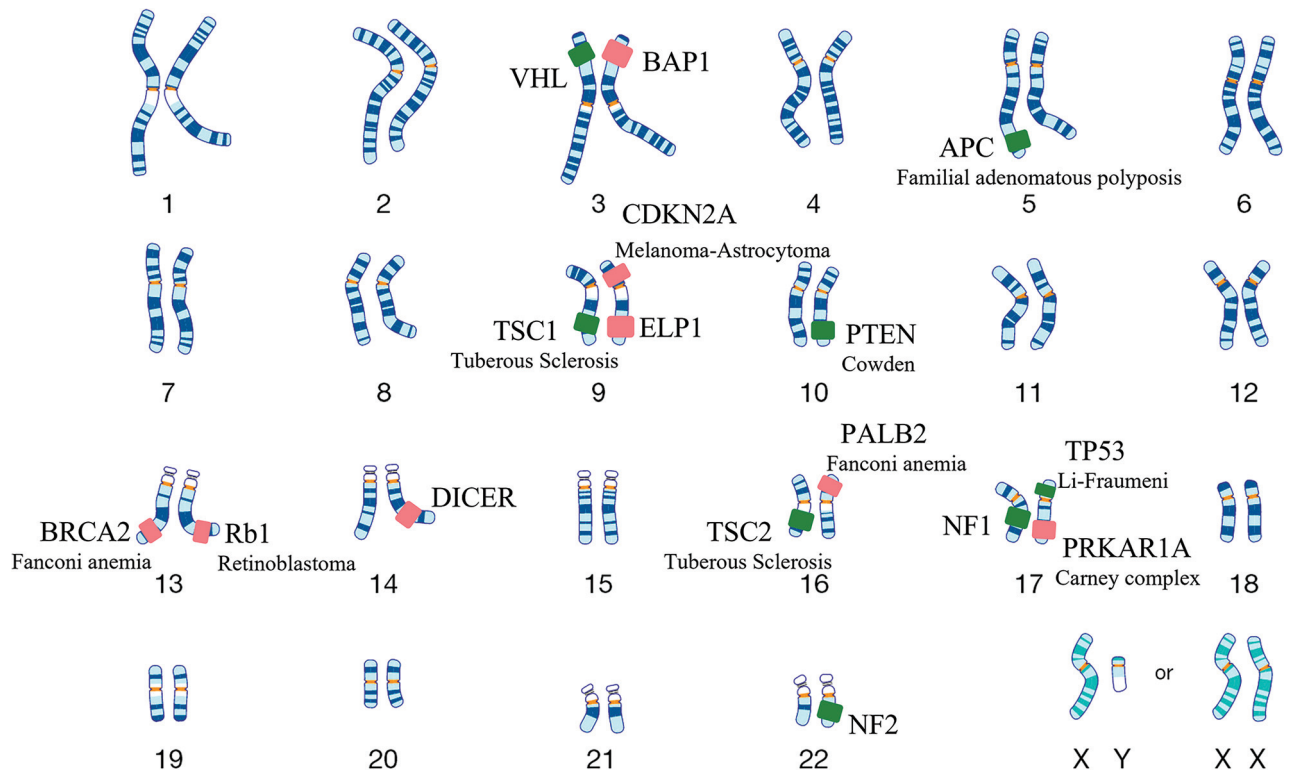 VHL
BAP1
APC
Familial adenomatous polyposis
1
2
3
4
5
6
CDKN2A
Melanoma-Astrocytoma
TSC1
Tuberous Sclerosis
ELP1
PTEN
Cowden
7
8
9
10
11
12
BRCA2
Fanconi anemia
Rb1
Retinoblastoma
DICER
PALB2
Fanconi anemia
TSC2
Tuberous Sclerosis
TP53
Li-Fraumeni
NF1
PRKAR1A
Carney complex
13
14
15
16
17
18
NF2
or
19
20
21
22
X Y
X X